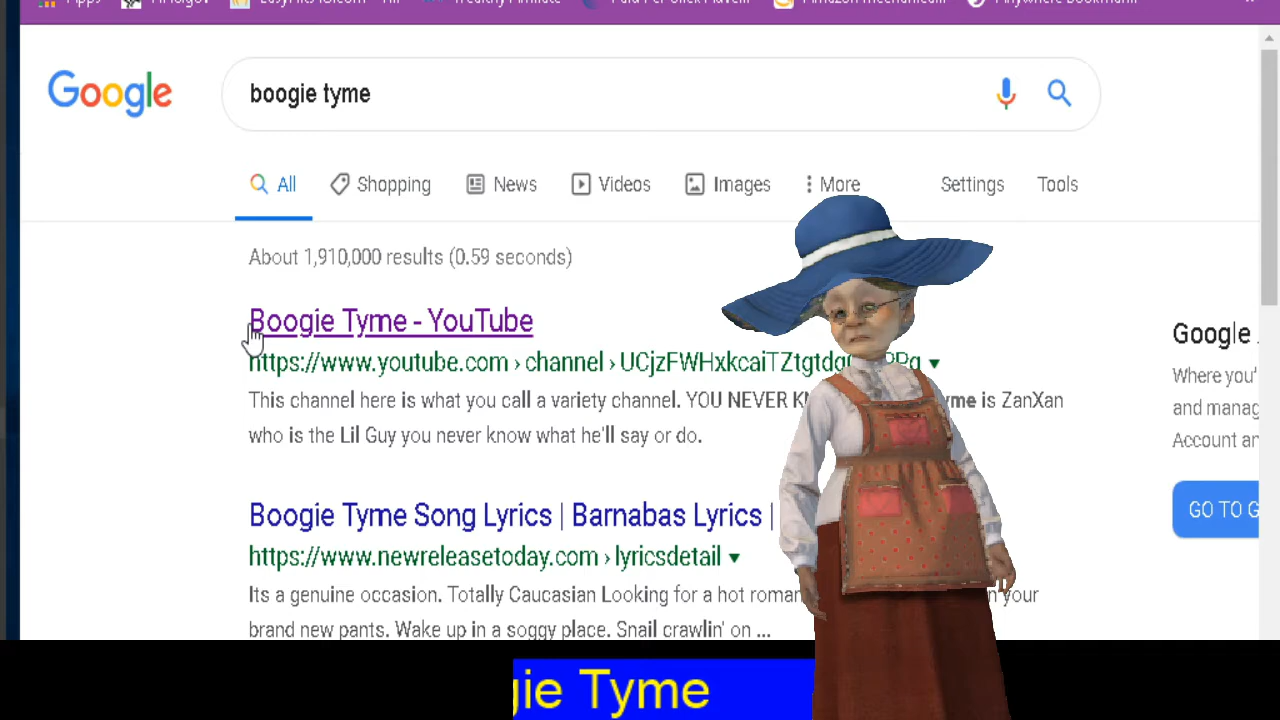 Apps
Google
boogie tyme
All
Shopping
News
Videos
Images
More
Settings
Tools
About 1,910,000 results (0.59 seconds)
Boogie Tyme - YouTube
https://www.youtube.com › channel ›
This channel here is what you call a variety channel. YOU NEVER is ZanXan
who is the Lil Guy you never know what he'll say or do.
Google
Where you'
and manag
Account an
GO TO G
Boogie Tyme Song Lyrics | Barnabas Lyrics |
https://www.newreleasetoday.com › lyricsdetail
Its a genuine occasion. Totally Caucasian Looking for a hot your
brand new pants. Wake up in a soggy place. Snail crawlin' on ...
gie Tyme